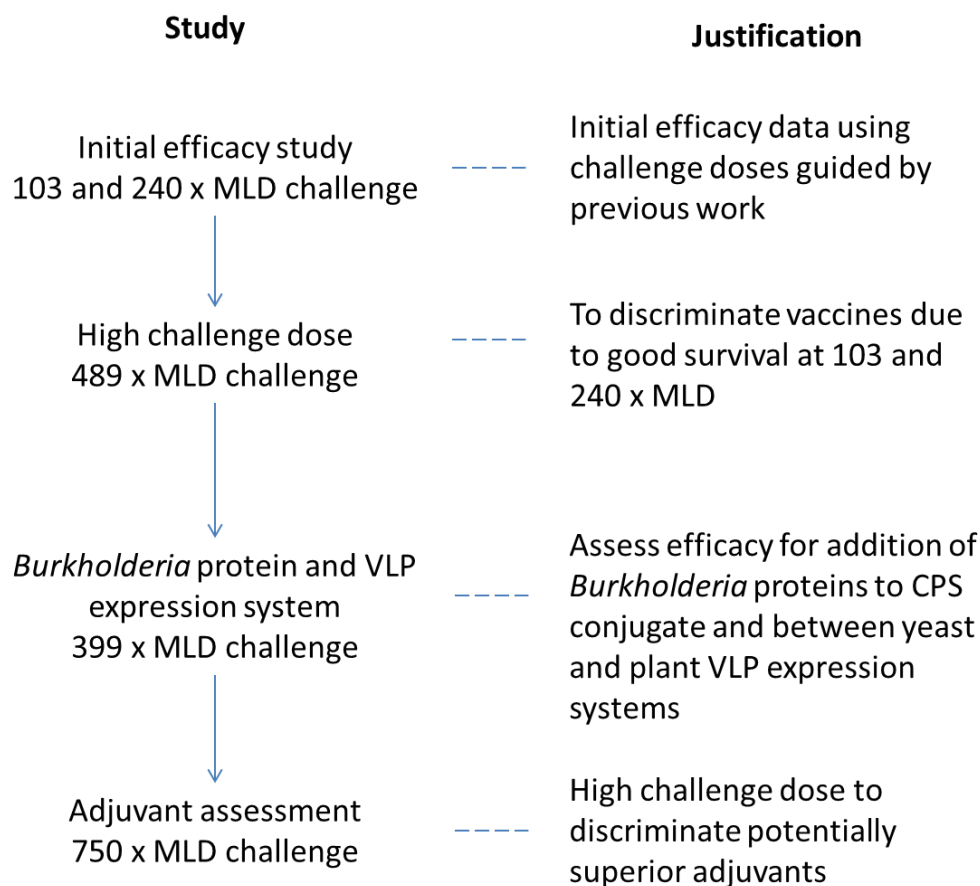 Study
Justification
Initial efficacy study
103 and 240 x MLD challenge
Initial efficacy data using
challenge doses guided by
previous work
High challenge dose
489 x MLD challenge
To discriminate vaccines due
to good survival at 103 and
240 x MLD
Burkholderia protein and VLP
expression system
399 x MLD challenge
Assess efficacy for addition of
Burkholderia proteins to CPS
conjugate and between yeast
and plant VLP expression
systems
Adjuvant assessment
750 x MLD challenge
High challenge dose to
discriminate potentially
superior adjuvants